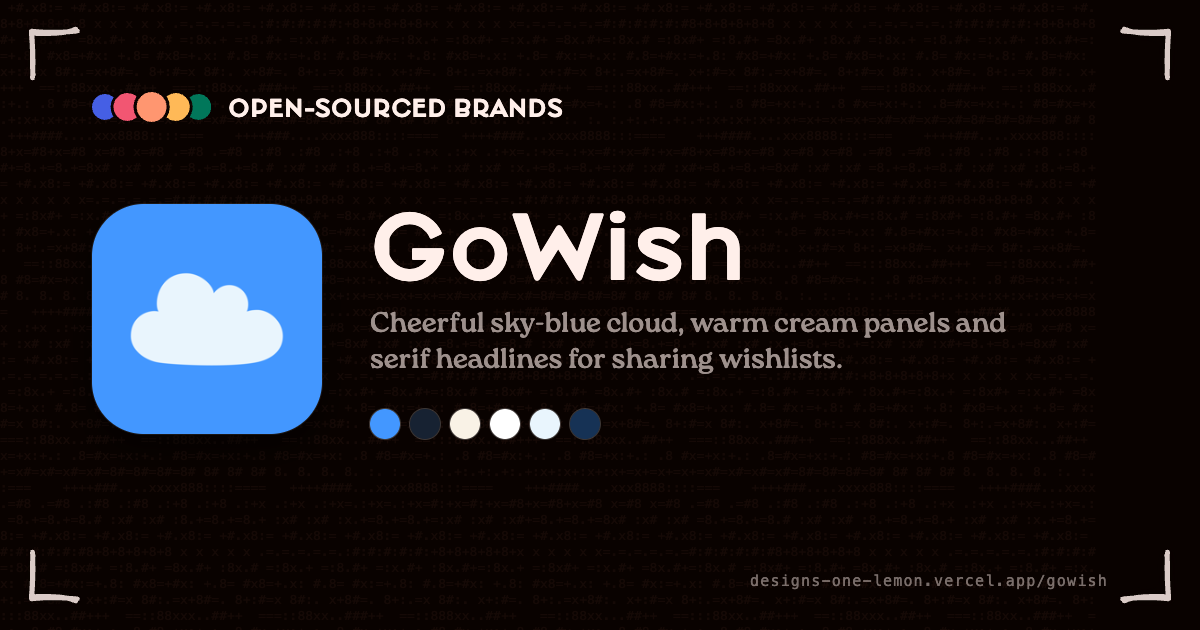 OPEN-SOURCED BRANDS
GoWish
Cheerful sky-blue cloud, warm cream panels and
serif headlines for sharing wishlists.
designs-one-lemon.vercel.app/gowish